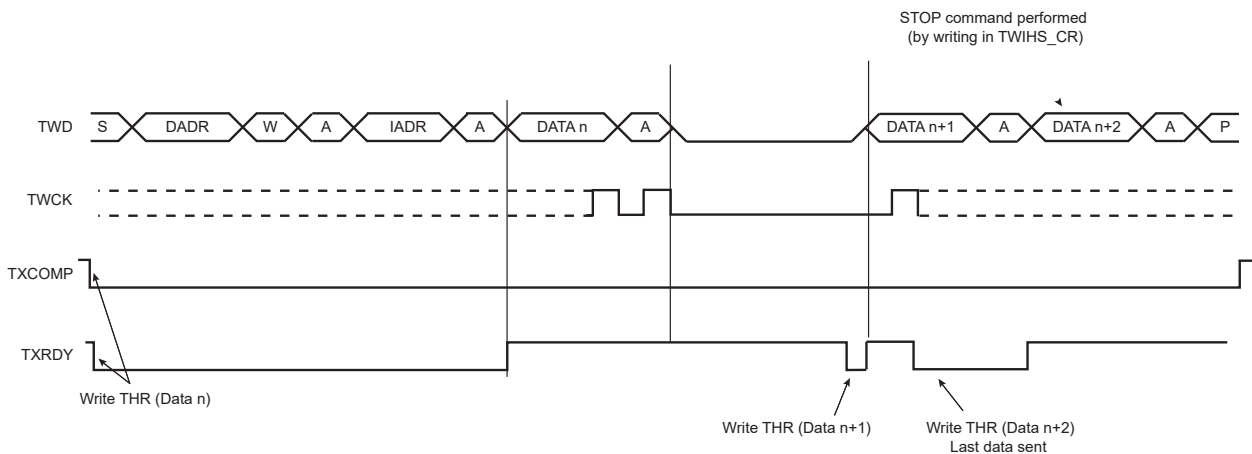 STOP command performed
(by writing in TWIHS_CR)
TWD S DADR W A IADR A DATA n A DATA n+1 A DATA n+2 A P
TWCK
TXCOMP
TXRDY
Write THR (Data n)
Write THR (Data n+1)
Write THR (Data n+2)
Last data sent